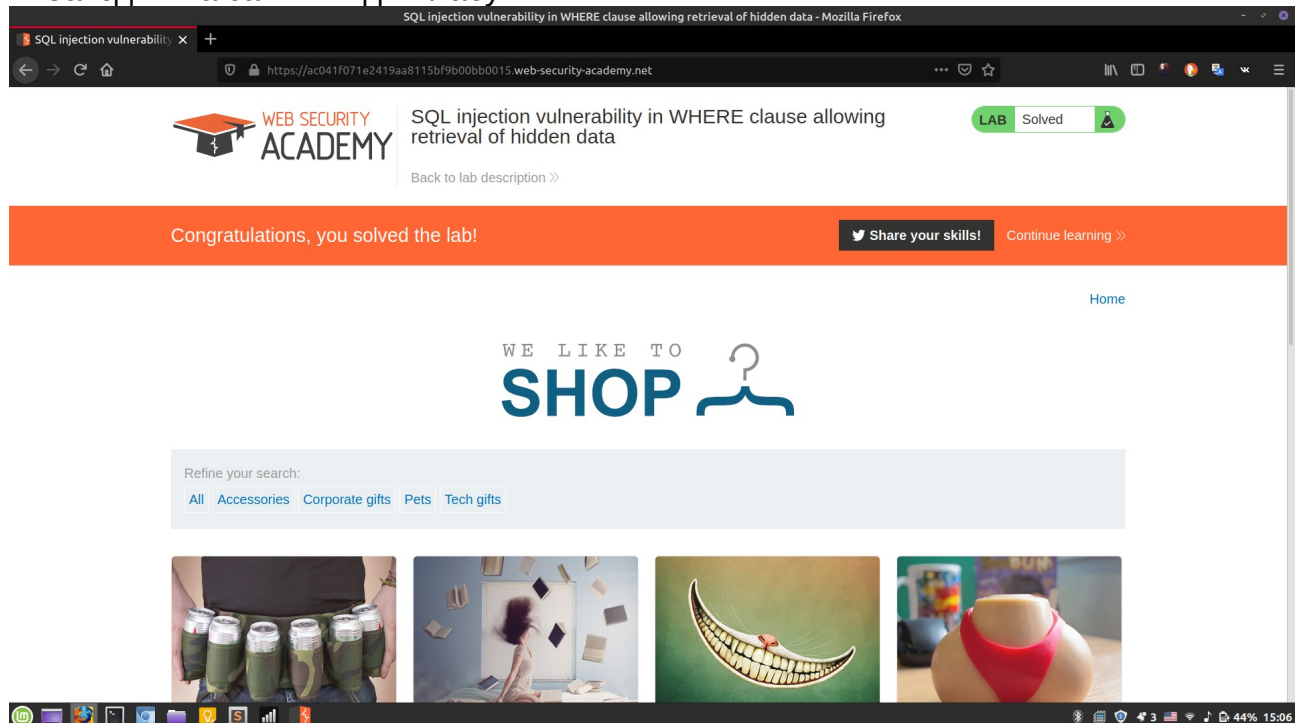 SQL injection vulnerability in WHERE clause allowing retrieval of hidden data - Mozilla Firefox
SQL injection vulnerability
https://ac041f071e2419aa8115bf9b00bb0015.web-security-academy.net
WEB SECURITY
ACADEMY
SQL injection vulnerability in WHERE clause allowing
retrieval of hidden data
LAB Solved
Back to lab description
Congratulations, you solved the lab!
Share your skills!
Continue learning
Home
WE LIKE TO
SHOP
Refine your search:
All Accessories Corporate gifts Pets Tech gifts
3 44% 15:06